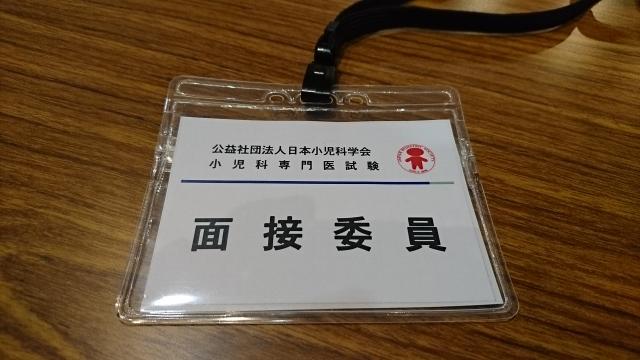 公益社団法人日本小児科学会
小児科専門医試験
面接委員